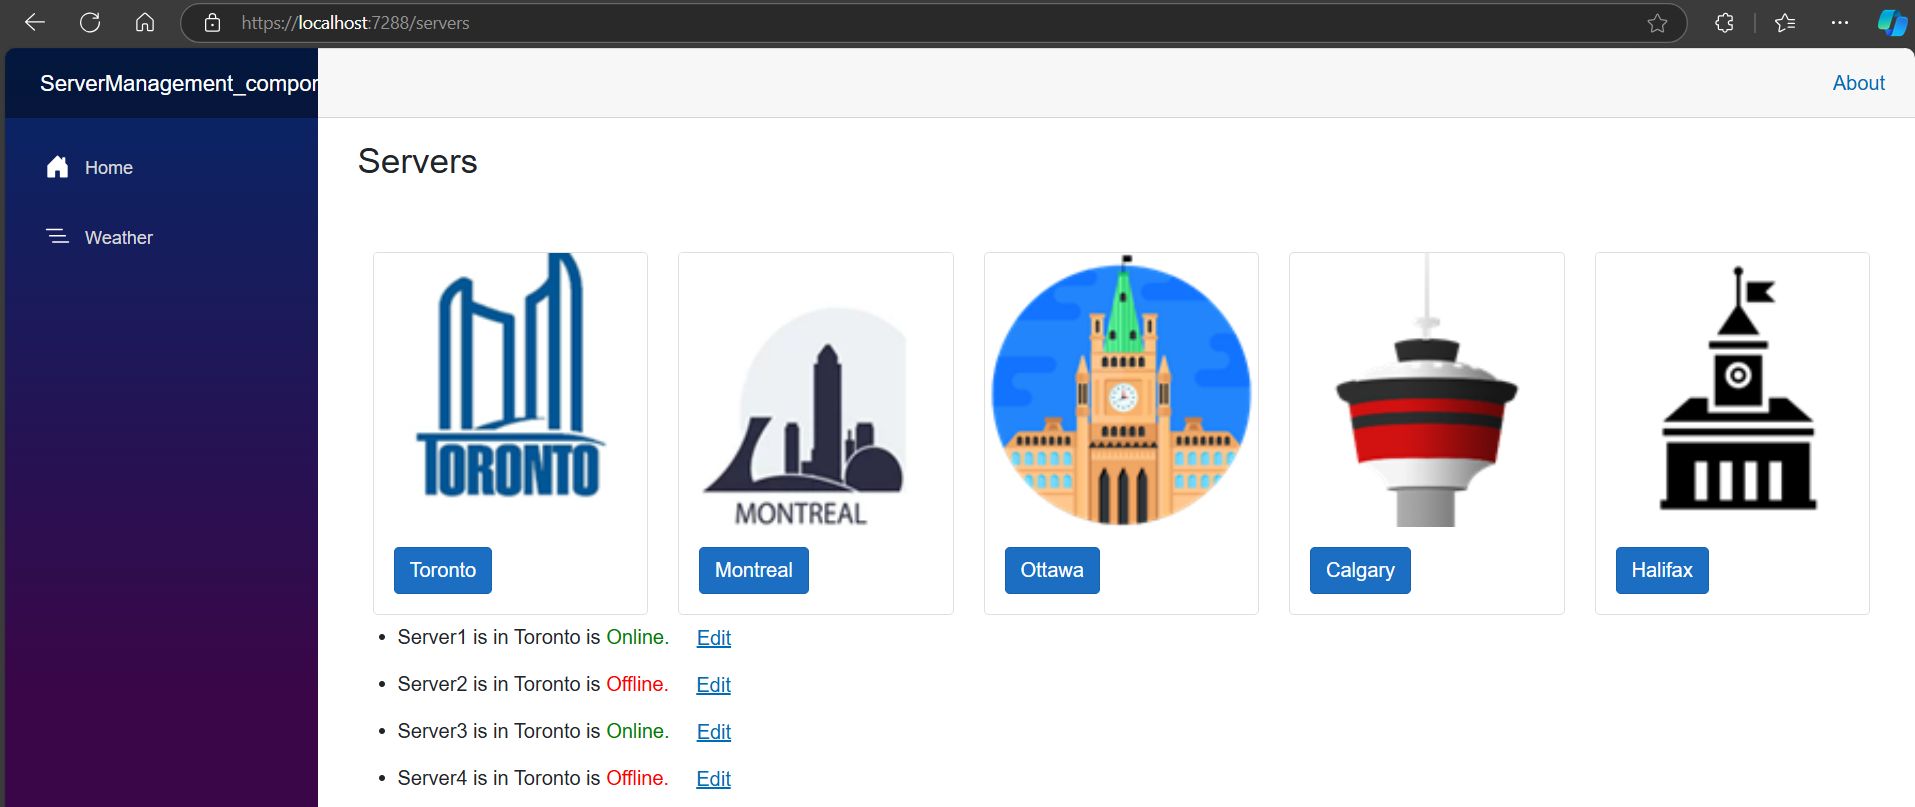 https://localhost:7288/servers
ServerManagement_compor
About
Home
Weather
Servers
TORONTO
MONTREAL
Toronto
Montreal
Ottawa
Calgary
Halifax
• Server1 is in Toronto is Online. Edit
• Server2 is in Toronto is Offline. Edit
• Server3 is in Toronto is Online. Edit
• Server4 is in Toronto is Offline. Edit